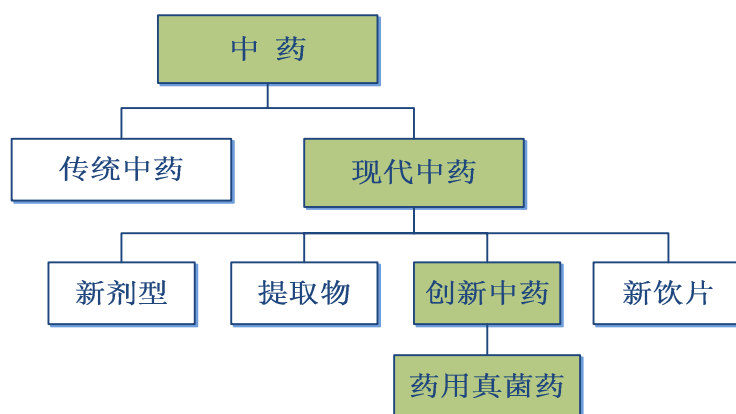 中 药
传统中药
现代中药
新剂型
提取物
创新中药
新饮片
药用真菌药